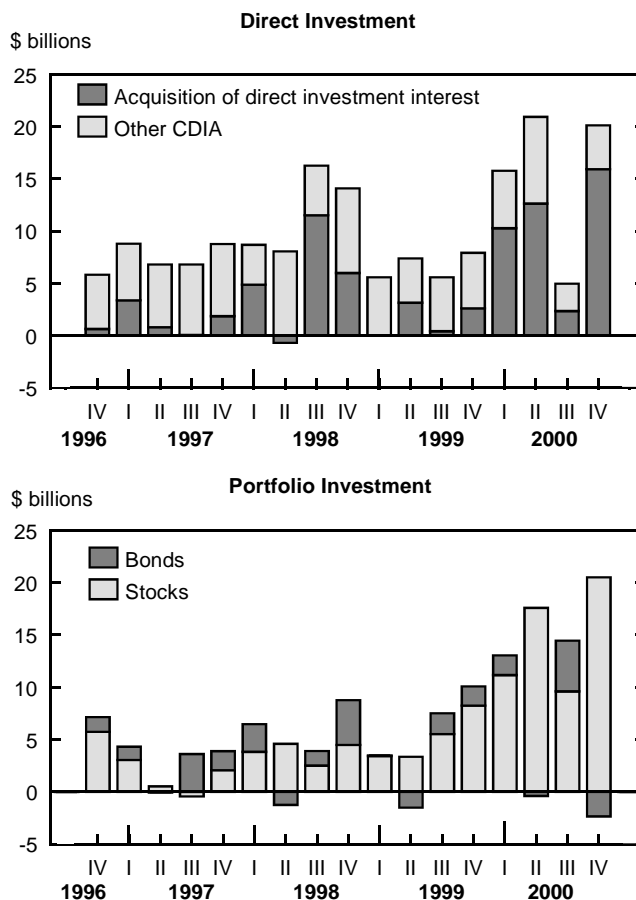 Direct Investment
$ billions
25
Acquisition of direct investment interest
20
Other CDIA
15
10
5
0
-5
IV I II III IV I II III IV I II III IV I II III IV
1996 1997 1998 1999 2000
Portfolio Investment
$ billions
25
Bonds
20
Stocks
15
10
5
0
-5
IV I II III IV I II III IV I II III IV I II III IV
1996 1997 1998 1999 2000